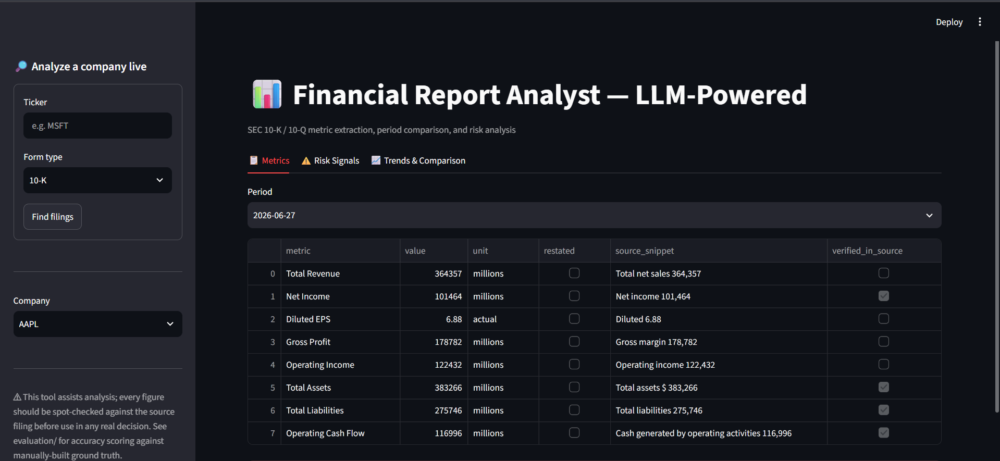 Deploy
Analyze a company live
Ticker
e.g. MSFT
Form type
10-K
Find filings
Company
AAPL
⚠ This tool assists analysis; every figure
should be spot-checked against the source
filing before use in any real decision. See
evaluation/ for accuracy scoring against
manually-built ground truth.
Financial Report Analyst — LLM-Powered
SEC 10-K / 10-Q metric extraction, period comparison, and risk analysis
Metrics Risk Signals Trends & Comparison
Period
2026-06-27
metric value unit restated source_snippet verified_in_source
0 Total Revenue 364357 millions Total net sales 364,357
1 Net Income 101464 millions Net income 101,464
2 Diluted EPS 6.88 actual Diluted 6.88
3 Gross Profit 178782 millions Gross margin 178,782
4 Operating Income 122432 millions Operating income 122,432
5 Total Assets 383266 millions Total assets $ 383,266
6 Total Liabilities 275746 millions Total liabilities 275,746
7 Operating Cash Flow 116996 millions Cash generated by operating activities 116,996